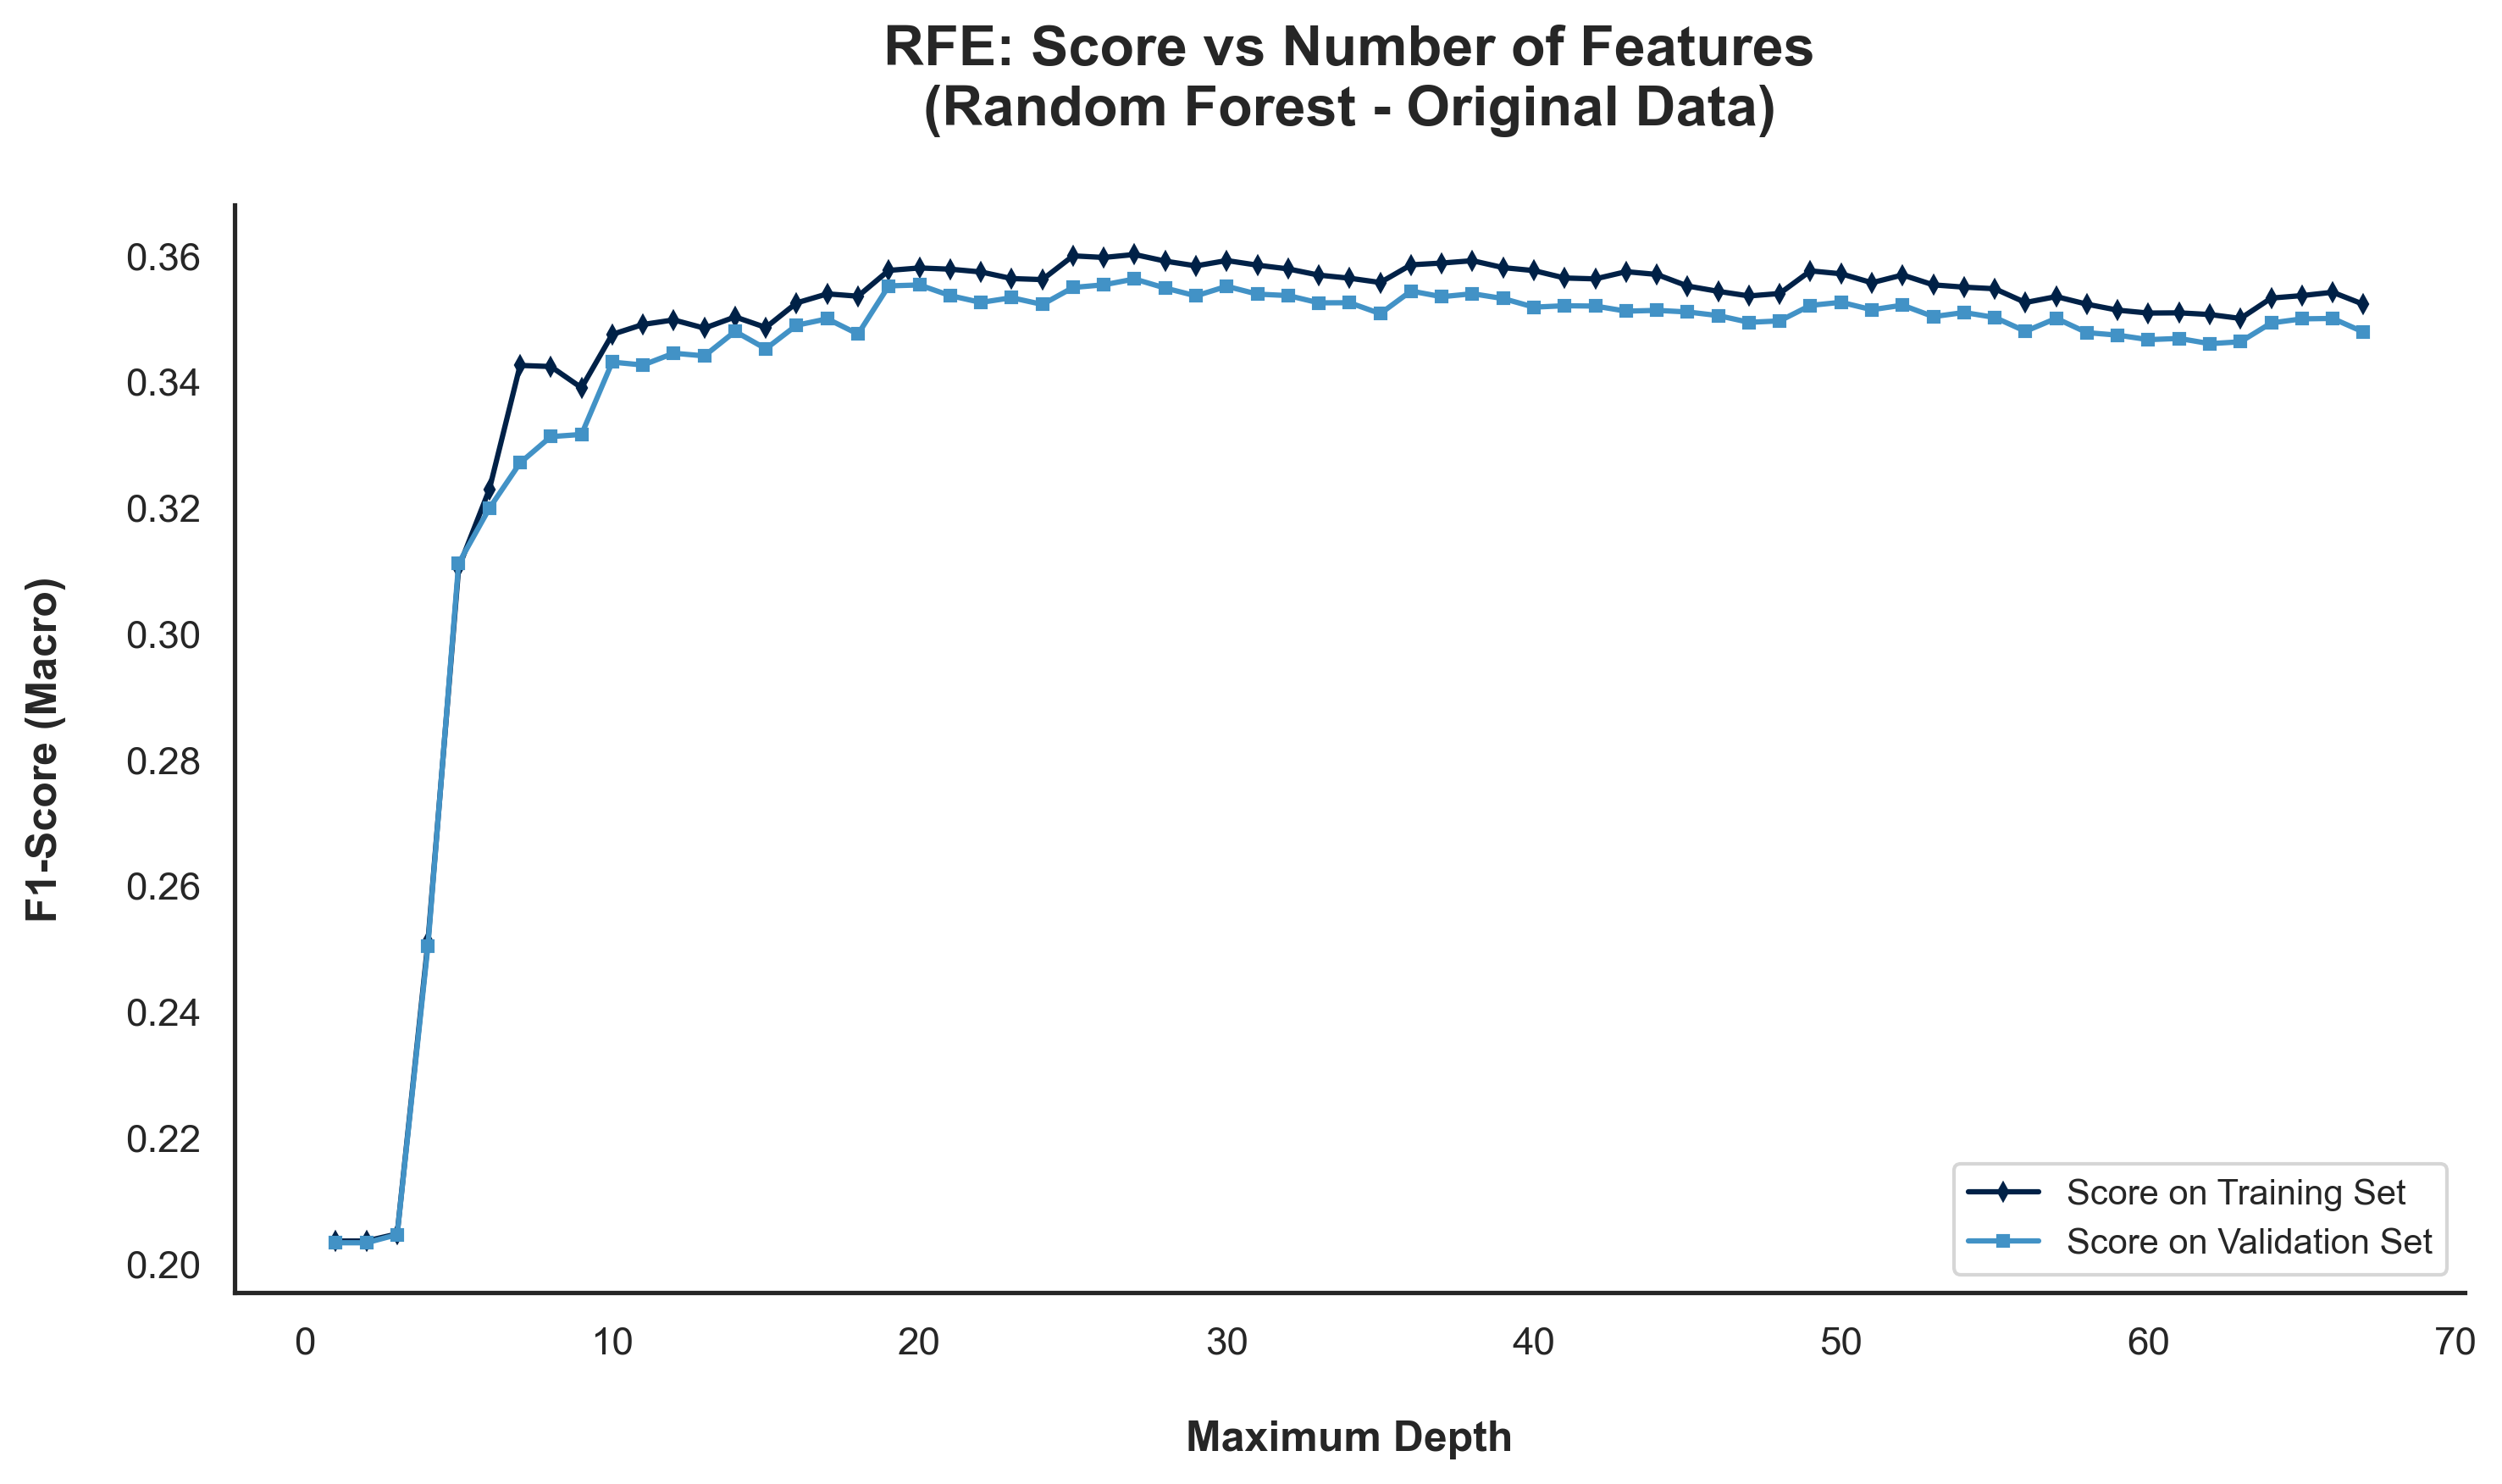 RFE: Score vs Number of Features
(Random Forest - Original Data)
F1-Score (Macro)
0.36
0.34
0.32
0.30
0.28
0.26
0.24
0.22
0.20
Score on Training Set
Score on Validation Set
0 10 20 30 40 50 60 70
Maximum Depth